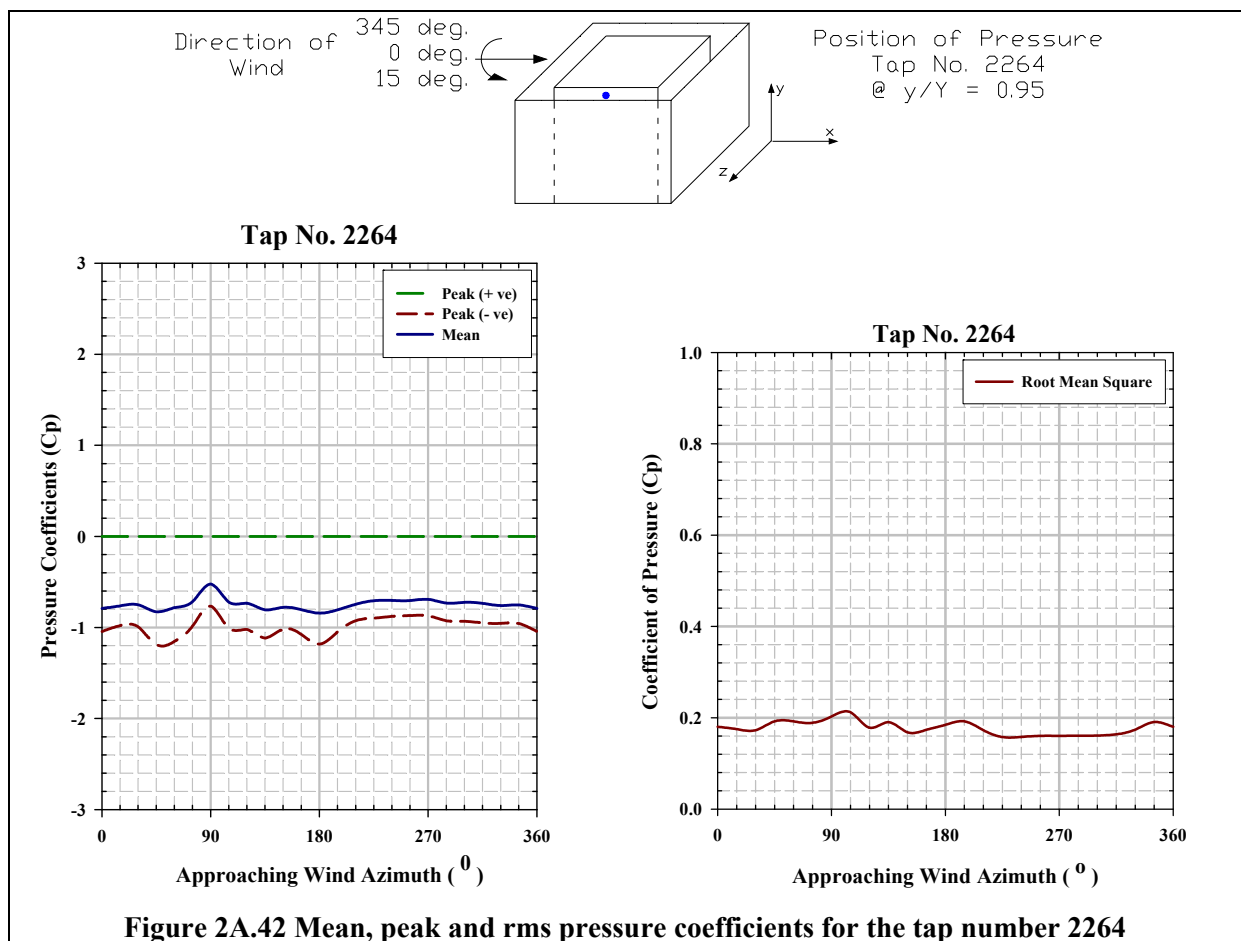 Direction of
Wind
345 deg.
0 deg.
15 deg.
Position of Pressure
Tap No. 2264
@ y/Y = 0.95
y
x
z
Tap No. 2264
Peak (+ ve)
Peak (- ve)
Mean
Pressure Coefficients (Cp)
3
2
1
0
-1
-2
-3
0 90 180 270 360
Approaching Wind Azimuth ( 0 )
Tap No. 2264
Root Mean Square
Coefficient of Pressure (Cp)
1.0
0.8
0.6
0.4
0.2
0.0
0 90 180 270 360
Approaching Wind Azimuth ( o )
Figure 2A.42 Mean, peak and rms pressure coefficients for the tap number 2264